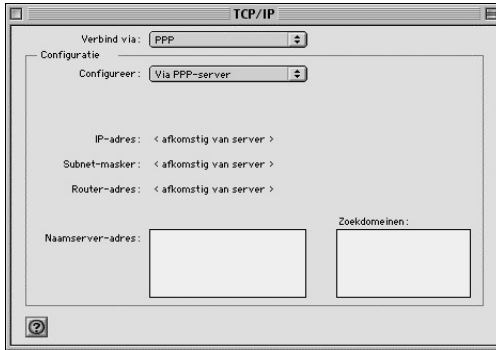 TCP/IP
Verbind via: PPP
Configuratie
Configureer: Via PPP-server
IP-adres: < afkomstig van server >
Subnet-masker: < afkomstig van server >
Router-adres: < afkomstig van server >
Zoekdomeinen:
Naamserver-adres:
?